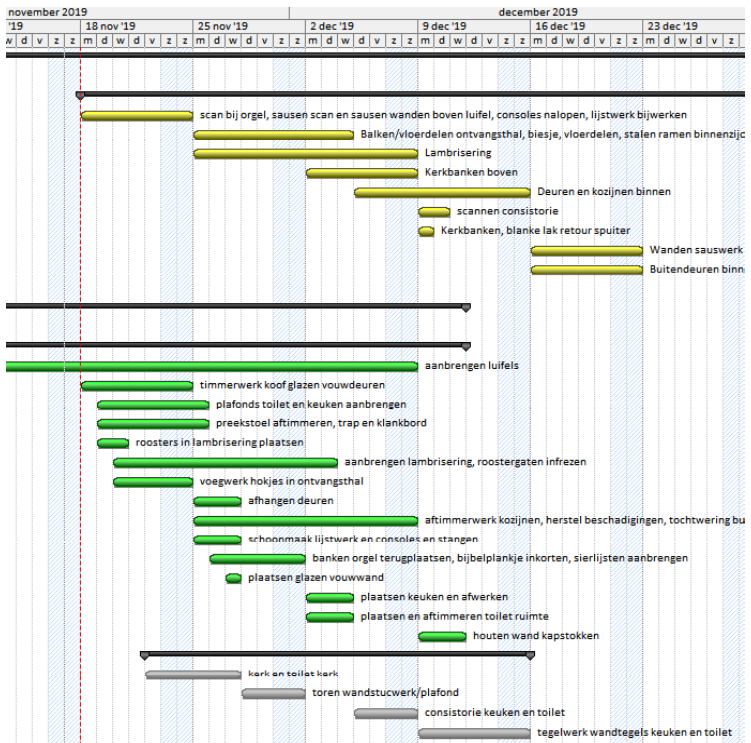 november 2019 december 2019
'19 18 nov '19 25 nov '19 2 dec '19 9 dec '19 16 dec '19 23 dec '19
w d v z z m d w d v z z m d w d v z z m d w d v z z m d w d v z z m d w d v z z m d w d v z
scan bij orgel, sausen scan en sausen wanden boven luifel, consoles nalopen, lijstwerk bijwerken
Balken/vloerdelen ontvangsthal, biesje, vloerdelen, stalen ramen binnenzijd
Lambrisering
Kerkbanken boven
Deuren en kozijnen binnen
scannen consistorie
Kerkbanken, blanke lak retour spuiter
Wanden sauswerk
Buitendeuren binn
aanbrengen luifels
timmerwerk koof glazen vouwdeuren
plafonds toilet en keuken aanbrengen
preekstoel aftimmeren, trap en klankbord
roosters in lambrisering plaatsen
aanbrengen lambrisering, roostergaten infrezen
voegwerk hokjes in ontvangsthal
afhangen deuren
aftimmerwerk kozijnen, herstel beschadigingen, tochtwering bu
schoonmaak lijstwerk en consoles en stangen
banken orgel terugplaatsen, bijbelplankje inkorten, sierlijsten aanbrengen
plaatsen glazen vouwwand
plaatsen keuken en afwerken
plaatsen en aftimmeren toilet ruimte
houten wand kapstokken
kerk en toilet kerk
toren wandstucwerk/plafond
consistorie keuken en toilet
tegelwerk wandtegels keuken en toilet